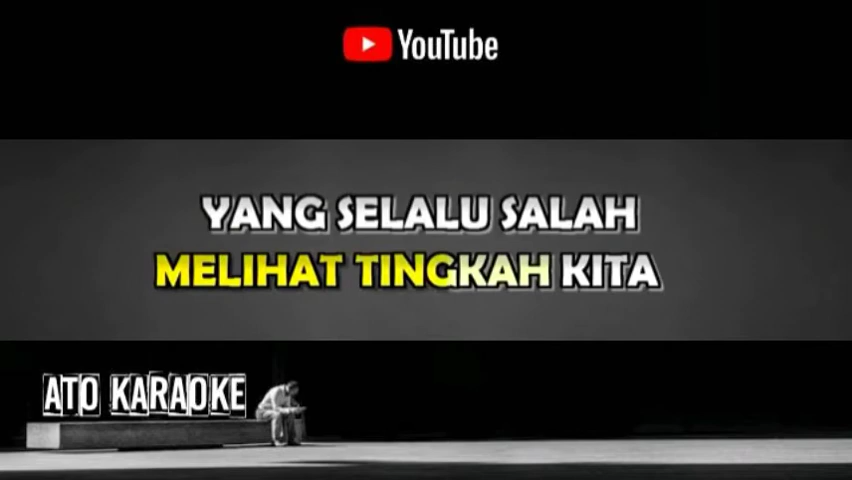 YouTube
YANG SELALU SALAH
MELIHAT TINGKAH KITA
ATO KARAOKE